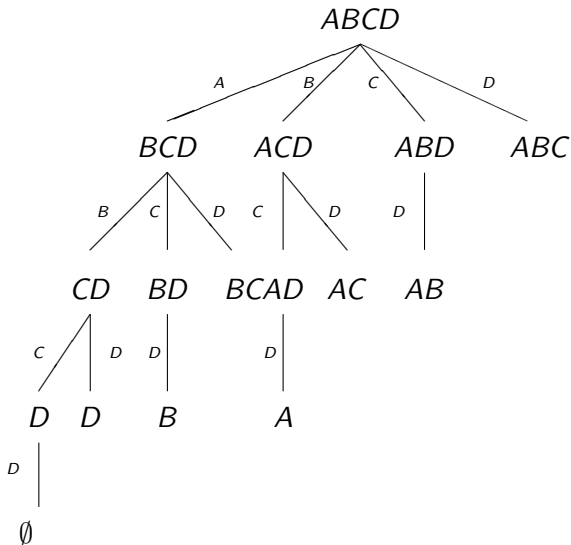 ABCD
A B C D
BCD ACD ABD ABC
B C D C D D
CD BD BCAD AC AB
C D D D
D D B A
D
∅